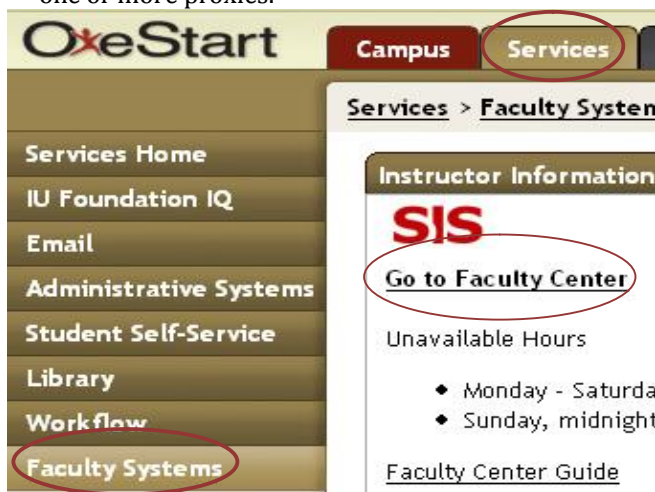 one or more proxies.
OneStart
Campus
Services
Services > Faculty System
Services Home
IU Foundation IQ
Email
Administrative Systems
Student Self-Service
Library
Workflow
Faculty Systems
Instructor Information
SIS
Go to Faculty Center
Unavailable Hours
Monday - Saturda
Sunday, midnight
Faculty Center Guide